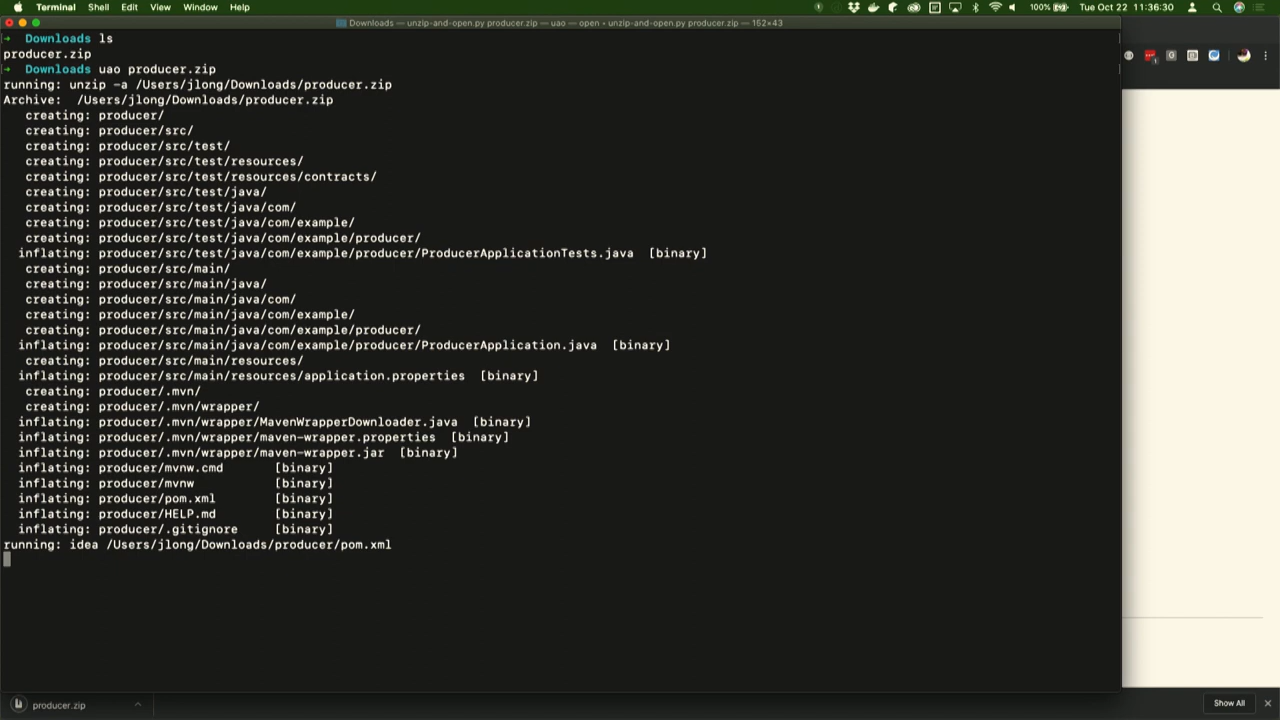 Terminal Shell Edit View Window Help 100% Tue Oct 22 11:36:30
Downloads — unzip-and-open.py producer.zip — uao — open • unzip-and-open.py producer.zip — 152×43
→ Downloads ls
producer.zip
→ Downloads uao producer.zip
running: unzip -a /Users/jlong/Downloads/producer.zip
Archive: /Users/jlong/Downloads/producer.zip
creating: producer/
creating: producer/src/
creating: producer/src/test/
creating: producer/src/test/resources/
creating: producer/src/test/resources/contracts/
creating: producer/src/test/java/
creating: producer/src/test/java/com/
creating: producer/src/test/java/com/example/
creating: producer/src/test/java/com/example/producer/
inflating: producer/src/test/java/com/example/producer/ProducerApplicationTests.java [binary]
creating: producer/src/main/
creating: producer/src/main/java/
creating: producer/src/main/java/com/
creating: producer/src/main/java/com/example/
creating: producer/src/main/java/com/example/producer/
inflating: producer/src/main/java/com/example/producer/ProducerApplication.java [binary]
creating: producer/src/main/resources/
inflating: producer/src/main/resources/application.properties [binary]
creating: producer/.mvn/
creating: producer/.mvn/wrapper/
inflating: producer/.mvn/wrapper/MavenWrapperDownloader.java [binary]
inflating: producer/.mvn/wrapper/maven-wrapper.properties [binary]
inflating: producer/.mvn/wrapper/maven-wrapper.jar [binary]
inflating: producer/mvnw.cmd [binary]
inflating: producer/mvnw [binary]
inflating: producer/pom.xml [binary]
inflating: producer/HELP.md [binary]
inflating: producer/.gitignore [binary]
running: idea /Users/jlong/Downloads/producer/pom.xml
producer.zip
Show All